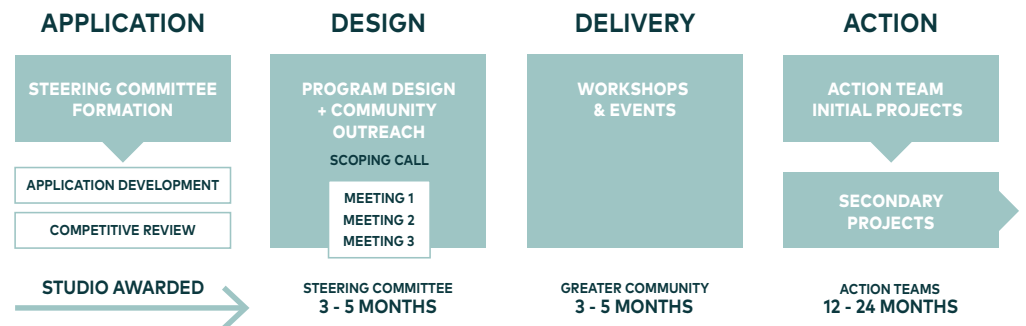 APPLICATION
STEERING COMMITTEE
FORMATION
APPLICATION DEVELOPMENT
COMPETITIVE REVIEW
STUDIO AWARDED
DESIGN
PROGRAM DESIGN
+ COMMUNITY
OUTREACH
SCOPING CALL
MEETING 1
MEETING 2
MEETING 3
STEERING COMMITTEE
3 - 5 MONTHS
DELIVERY
WORKSHOPS
& EVENTS
GREATER COMMUNITY
3 - 5 MONTHS
ACTION
ACTION TEAM
INITIAL PROJECTS
SECONDARY
PROJECTS
ACTION TEAMS
12 - 24 MONTHS